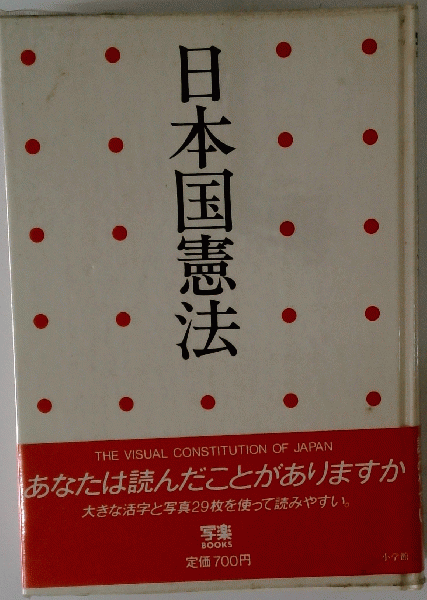 日本国憲法
THE VISUAL CONSTITUTION OF JAPAN
あなたは読んだことがありますか
大きな活字と写真29枚を使って読みやすい。
写楽
BOOKS
定価700円
小学館